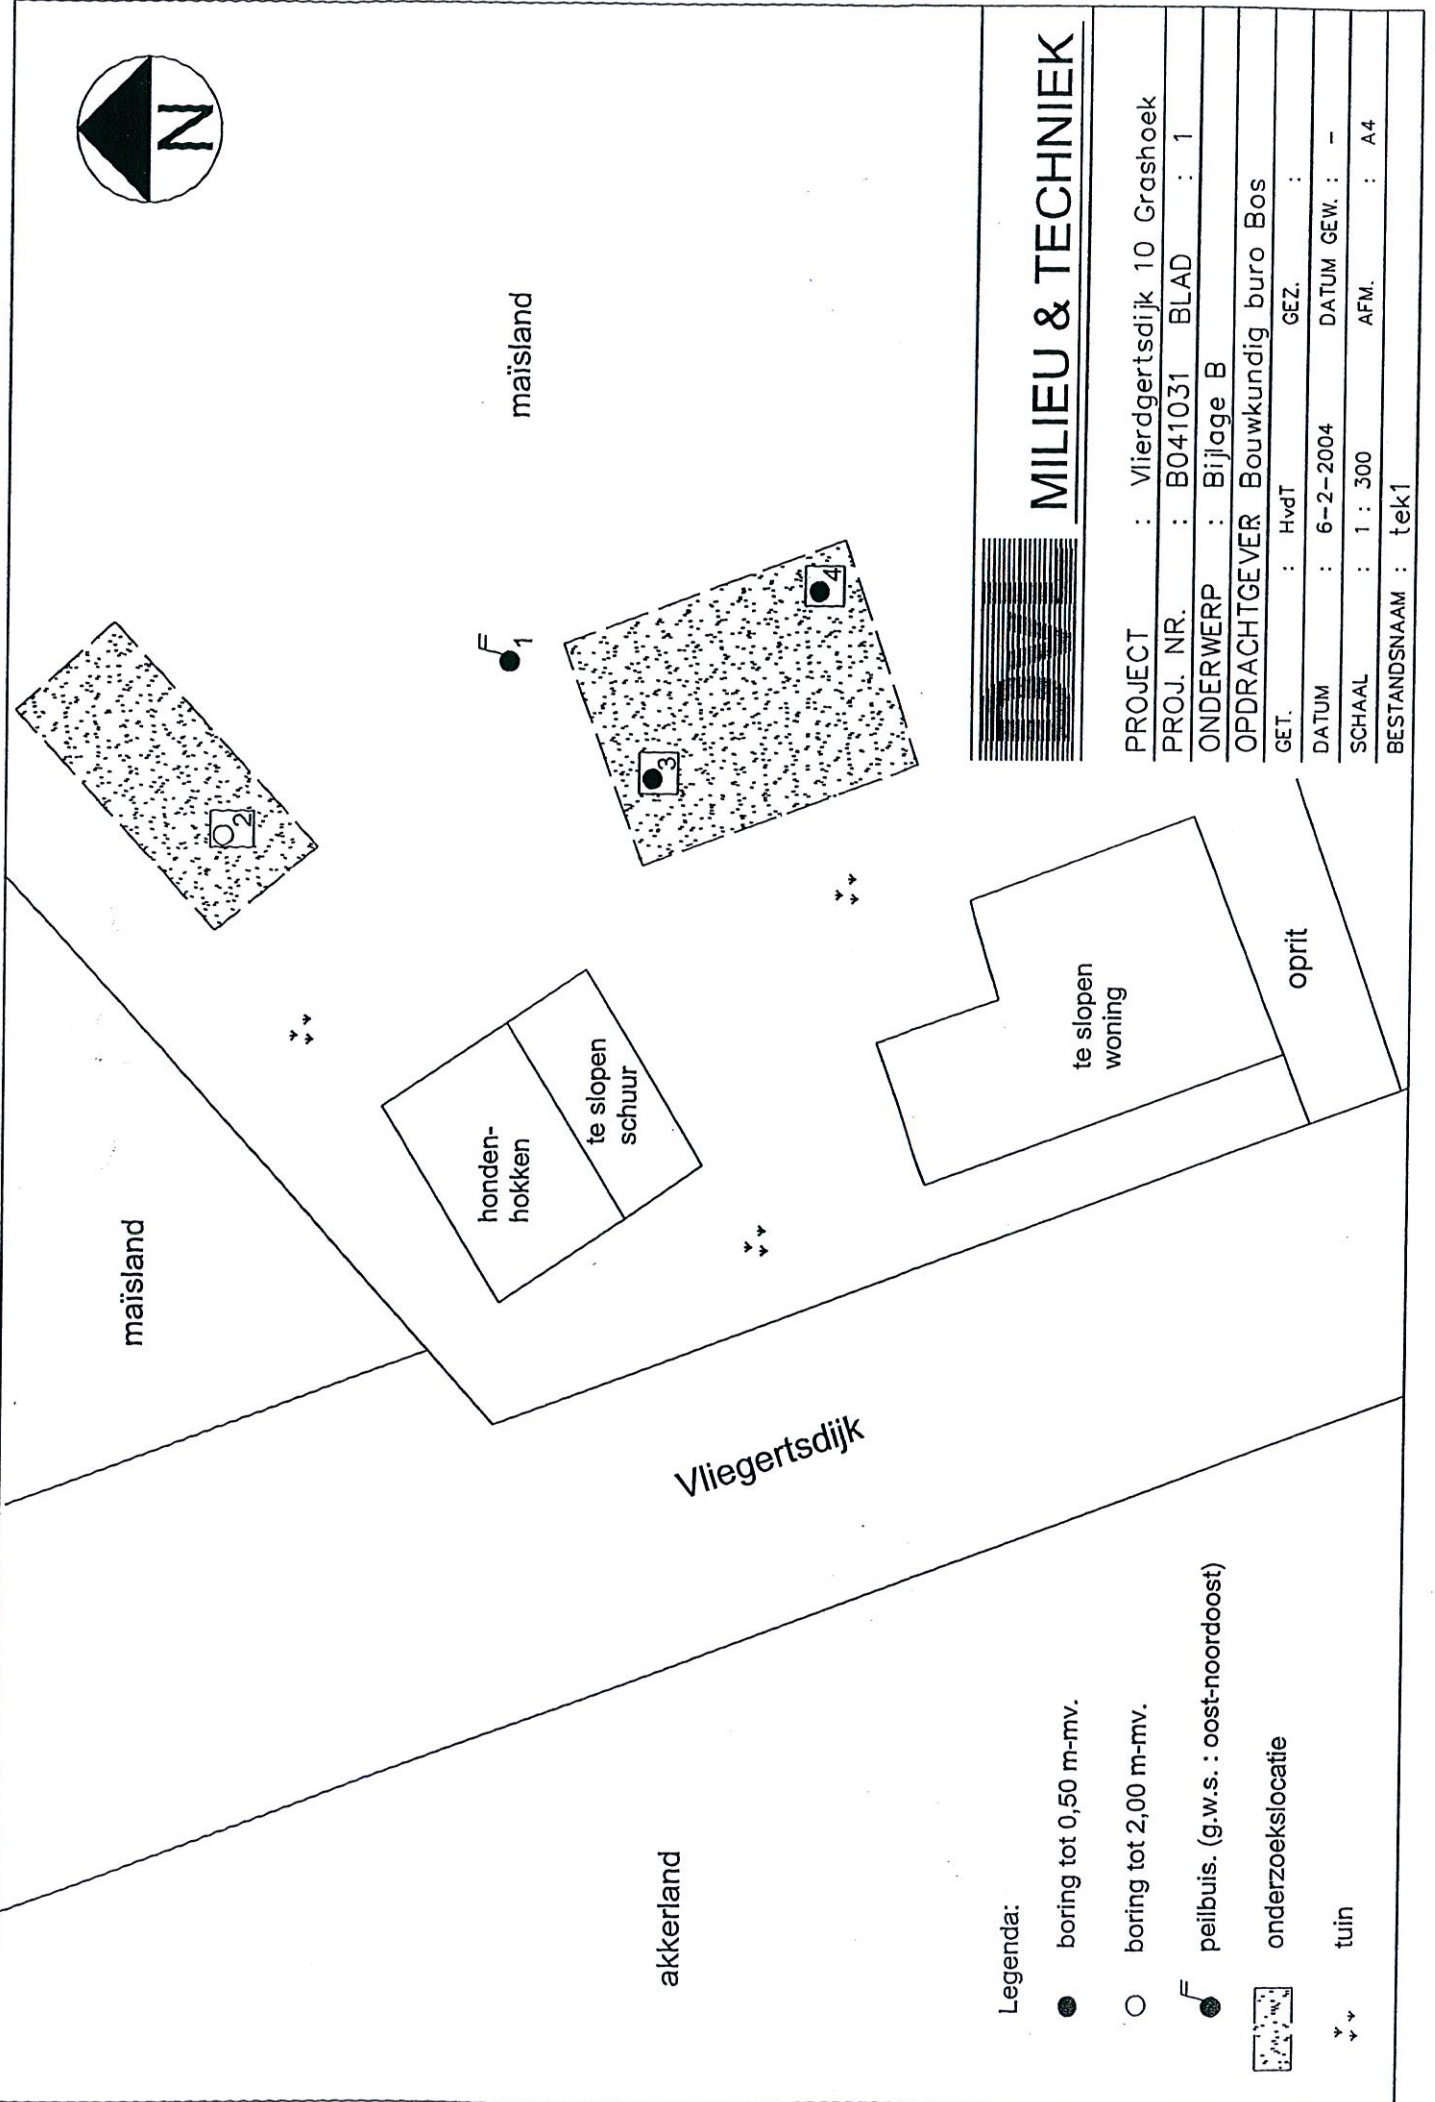 N
maïsland
maïsland
2
1
3
4
honden-
hokken
te slopen
schuur
te slopen
woning
oprit
Vliegertsdijk
akkerland
Legenda:
boring tot 0,50 m-mv.
boring tot 2,00 m-mv.
peilbuis. (g.w.s. : oost-noordoost)
onderzoekslocatie
tuin
DVL MILIEU & TECHNIEK
PROJECT : Vlierdgertsdijk 10 Grashoek
PROJ. NR. : B041031 BLAD : 1
ONDERWERP : Bijlage B
OPDRACHTGEVER Bouwkundig buro Bos
GET. : HvdT GEZ. :
DATUM : 6-2-2004 DATUM GEW. : -
SCHAAL : 1 : 300 AFM. : A4
BESTANDSNAAM : tek1